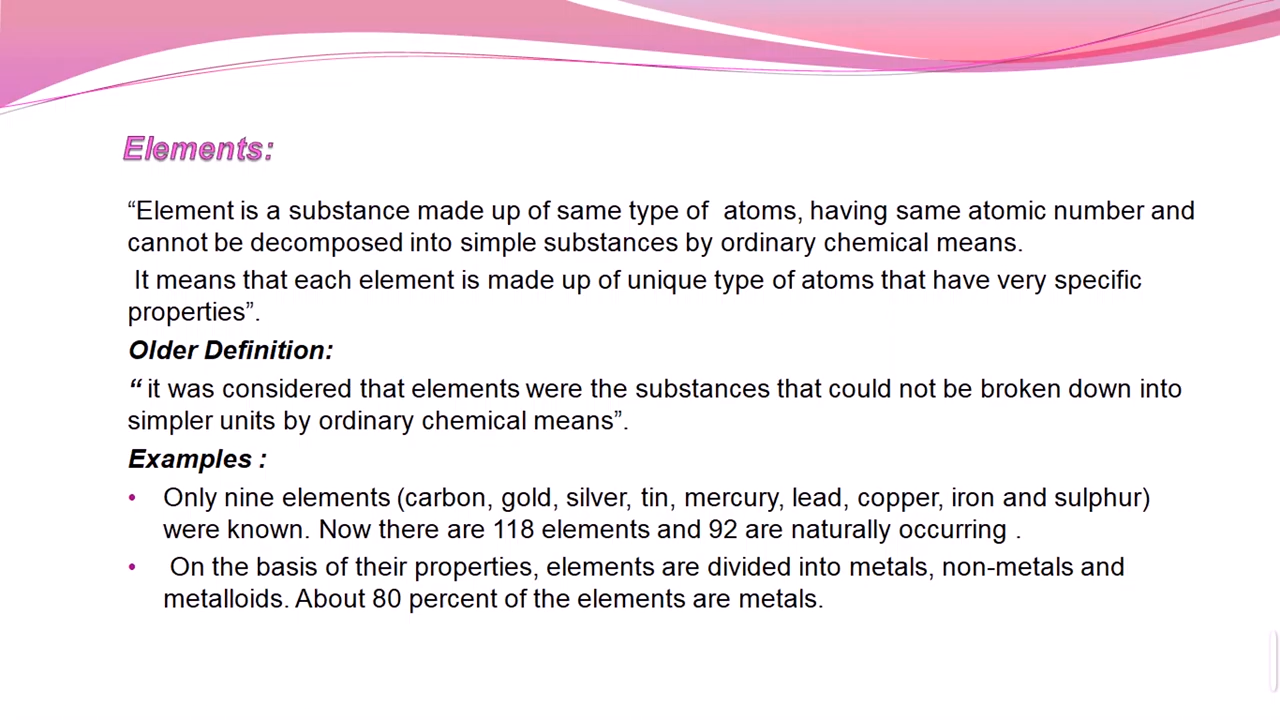 Elements:
“Element is a substance made up of same type of  atoms, having same atomic number and
cannot be decomposed into simple substances by ordinary chemical means.
It means that each element is made up of unique type of atoms that have very specific
properties”.
Older Definition:
“ it was considered that elements were the substances that could not be broken down into
simpler units by ordinary chemical means”.
Examples :
• Only nine elements (carbon, gold, silver, tin, mercury, lead, copper, iron and sulphur)
were known. Now there are 118 elements and 92 are naturally occurring .
• On the basis of their properties, elements are divided into metals, non-metals and
metalloids. About 80 percent of the elements are metals.